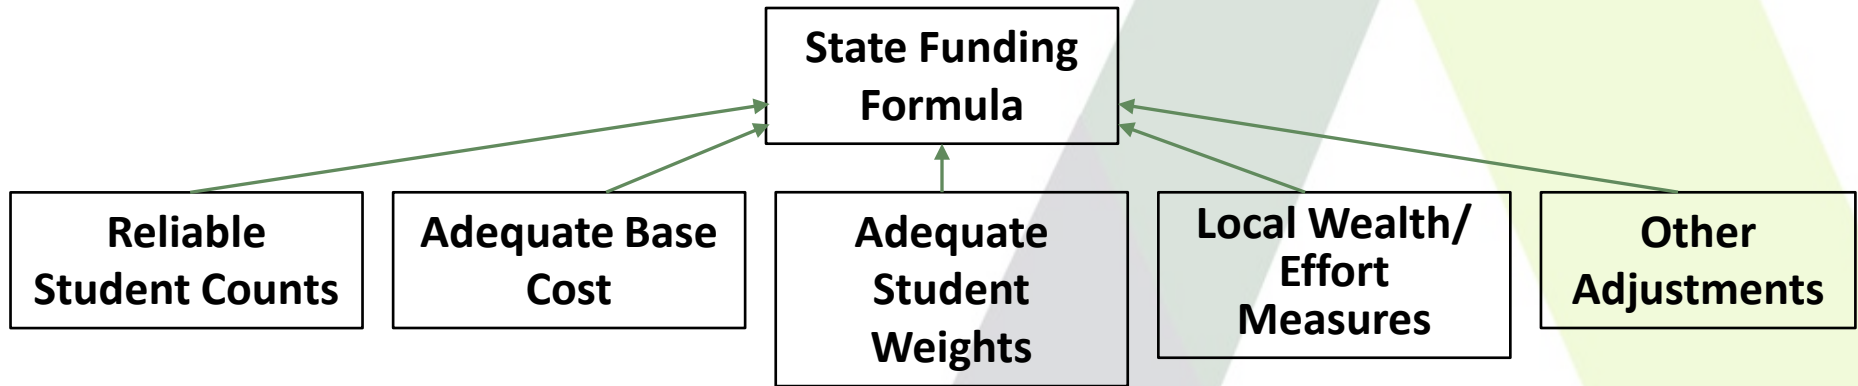 State Funding
Formula
Reliable
Student Counts
Adequate Base
Cost
Adequate
Student
Weights
Local Wealth/
Effort
Measures
Other
Adjustments